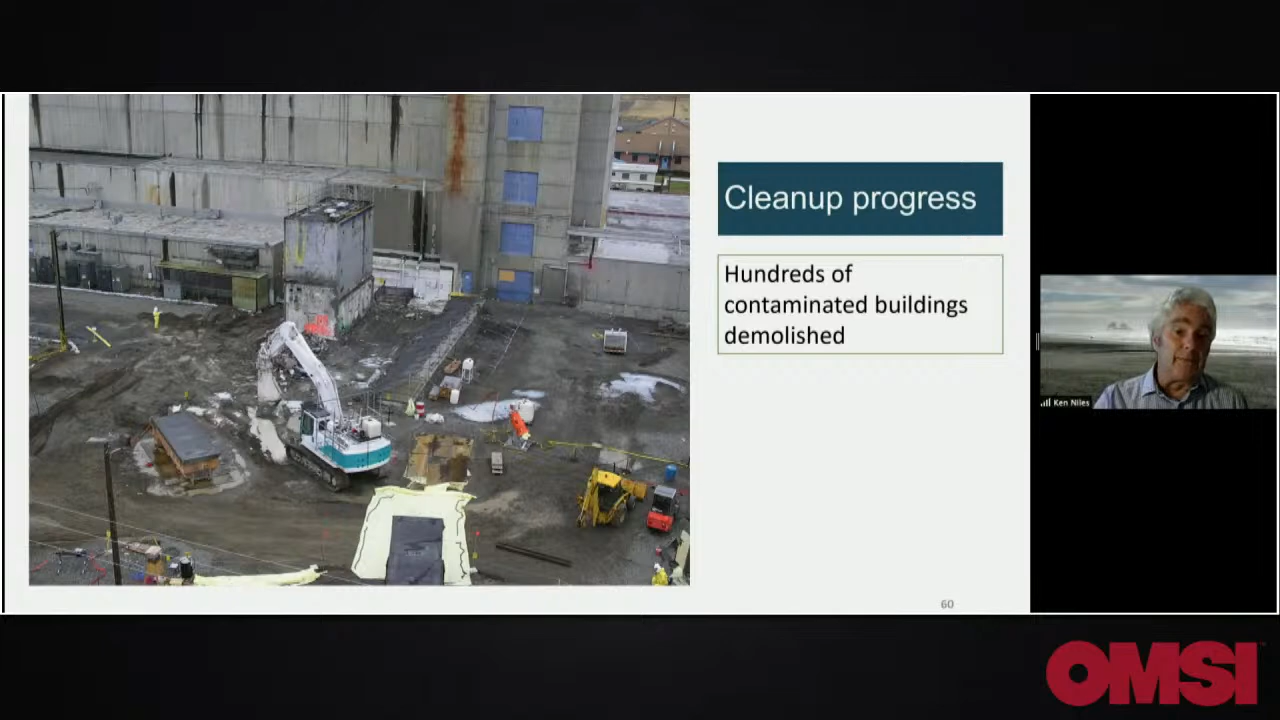 Cleanup progress
Hundreds of
contaminated buildings
demolished
Ken Niles
60
OMSI